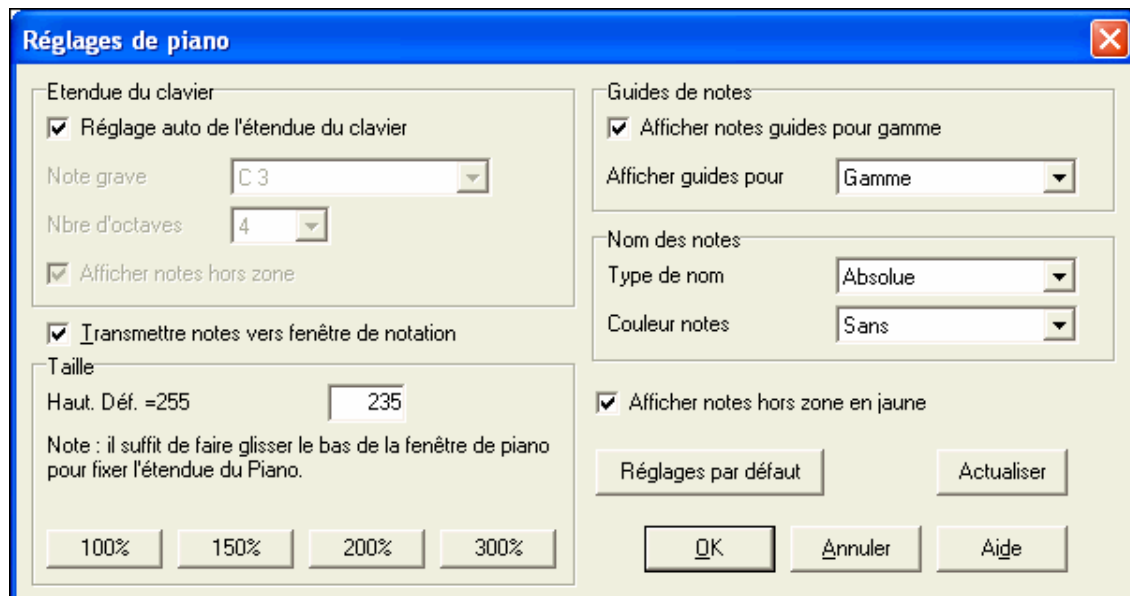 Réglages de piano
Etendue du clavier
Réglage auto de l'étendue du clavier
Note grave C 3
Nbre d'octaves 4
Afficher notes hors zone
Transmettre notes vers fenêtre de notation
Taille
Haut. Déf. =255 235
Note : il suffit de faire glisser le bas de la fenêtre de piano
pour fixer l'étendue du Piano.
100% 150% 200% 300%
Guides de notes
Afficher notes guides pour gamme
Afficher guides pour Gamme
Nom des notes
Type de nom Absolue
Couleur notes Sans
Afficher notes hors zone en jaune
Réglages par défaut Actualiser
OK Annuler Aide